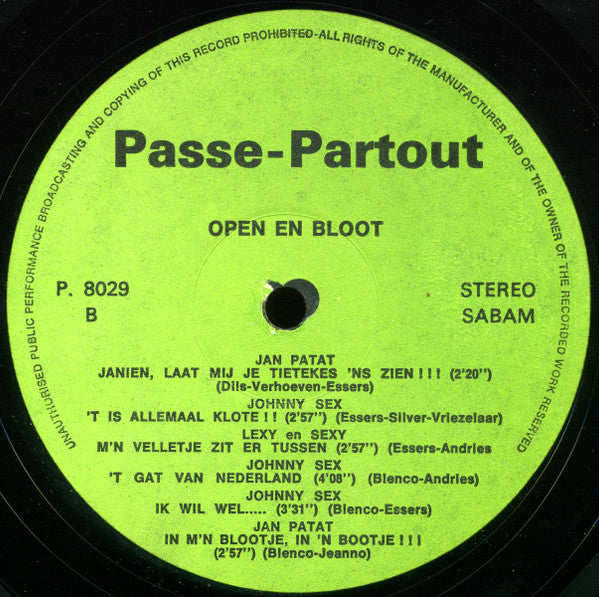 UNAUTHORISED PUBLIC PERFORMANCE BROADCASTING AND COPYING OF THIS RECORD PROHIBITED-ALL RIGHTS OF THE MANUFACTURER AND OF THE OWNER OF THE RECORDED WORK RESERVED
Passe-Partout
OPEN EN BLOOT
P. 8029
B
STEREO
SABAM
JAN PATAT
JANIEN, LAAT MIJ JE TIETEKES 'NS ZIEN!!! (2'20")
(Dils-Verhoeven-Essers)
JOHNNY SEX
'T IS ALLEMAAL KLOTE!! (2'57") (Essers-Silver-Vriezelaar)
LEXY en SEXY
M'N VELLETJE ZIT ER TUSSEN (2'57") (Essers-Andries
JOHNNY SEX
'T GAT VAN NEDERLAND (4'08") (Blenco-Andries)
JOHNNY SEX
IK WIL WEL..... (3'31") (Blenco-Essers)
JAN PATAT
IN M'N BLOOTJE, IN 'N BOOTJE!!!
(2'57") (Blenco-Jeanno)